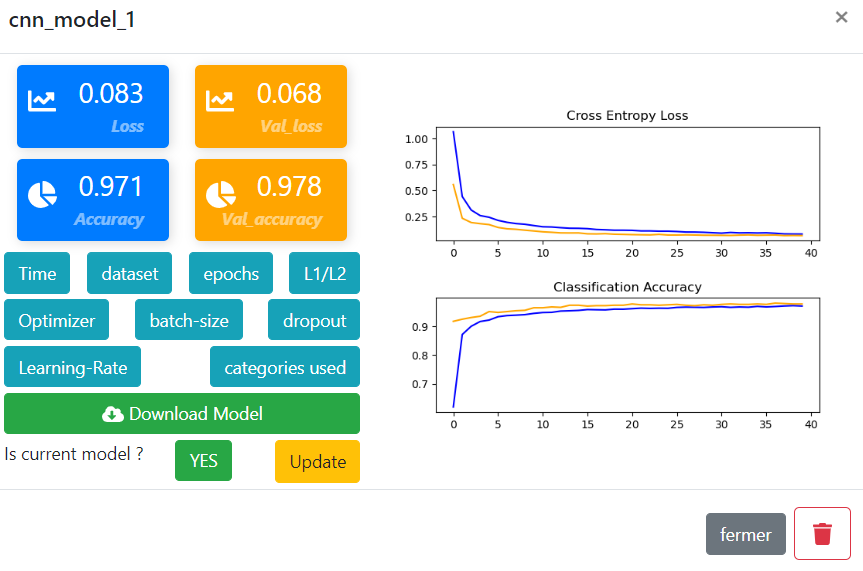 cnn_model_1
×
0.083
Loss
0.068
Val_loss
0.971
Accuracy
0.978
Val_accuracy
Time dataset epochs L1/L2
Optimizer batch-size dropout
Learning-Rate categories used
Download Model
Is current model ? YES Update
Cross Entropy Loss
1.00
0.75
0.50
0.25
0 5 10 15 20 25 30 35 40
Classification Accuracy
0.9
0.8
0.7
0 5 10 15 20 25 30 35 40
fermer